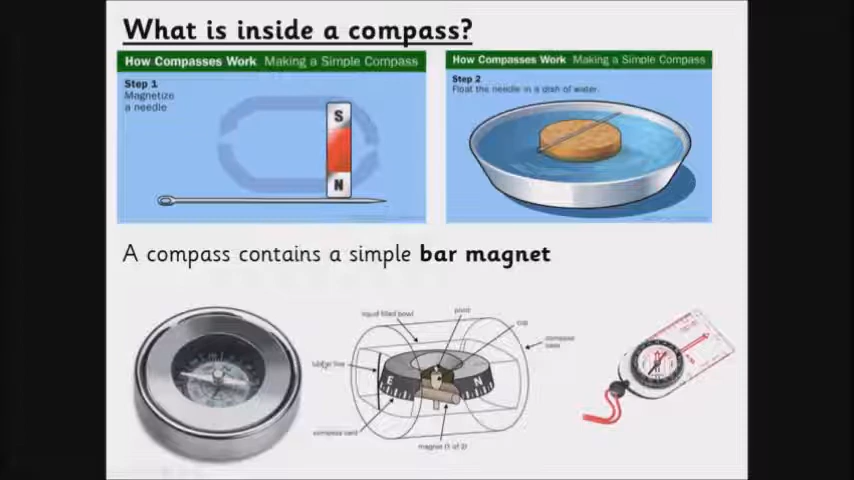 What is inside a compass?
How Compasses Work Making a Simple Compass
Step 1
Magnetize
a needle
S
N
How Compasses Work Making a Simple Compass
Step 2
Float the needle in a dish of water.
A compass contains a simple bar magnet
liquid filled bowl
pivot
cup
compass
case
lubber line
E
N
compass card
magnet (1 of 2)